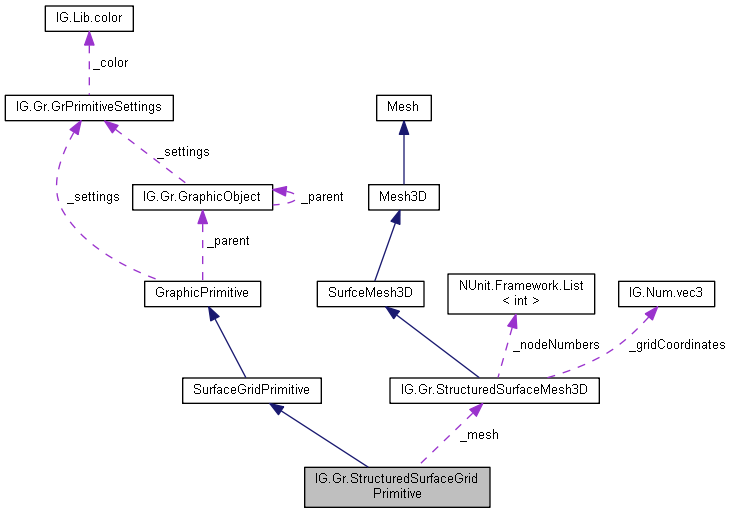 IG.Lib.color
_color
IG.Gr.GrPrimitiveSettings
Mesh
_settings
_settings
IG.Gr.GraphicObject
_parent
Mesh3D
_parent
GraphicPrimitive
SurfceMesh3D
NUnit.Framework.List
< int >
IG.Num.vec3
_nodeNumbers
_gridCoordinates
SurfaceGridPrimitive
IG.Gr.StructuredSurfaceMesh3D
_mesh
IG.Gr.StructuredSurfaceGrid
Primitive